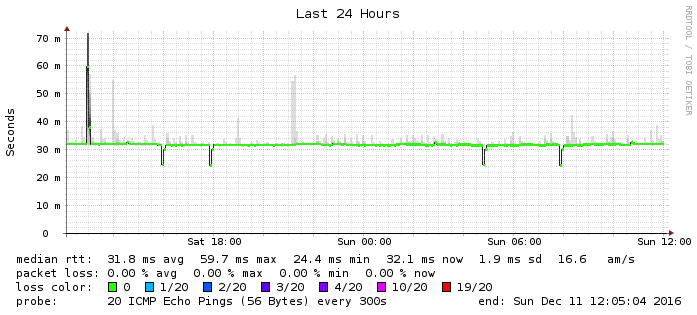 Last 24 Hours
RRDTOOL / TOBI OETIKER
Seconds
70 m
60 m
50 m
40 m
30 m
20 m
10 m
0
Sat 18:00 Sun 00:00 Sun 06:00 Sun 12:00
median rtt: 31.8 ms avg 59.7 ms max 24.4 ms min 32.1 ms now 1.9 ms sd 16.6 am/s
packet loss: 0.00 % avg 0.00 % max 0.00 % min 0.00 % now
loss color: 0 1/20 2/20 3/20 4/20 10/20 19/20
probe: 20 ICMP Echo Pings (56 Bytes) every 300s end: Sun Dec 11 12:05:04 2016